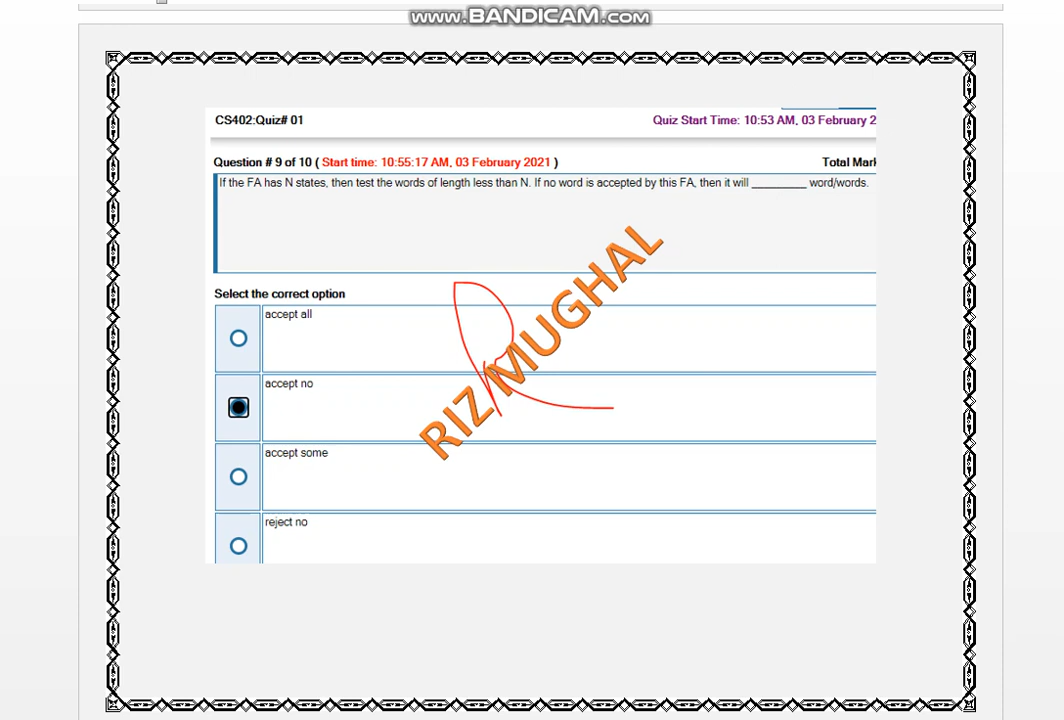 www.BANDICAM.com
CS402:Quiz# 01
Quiz Start Time: 10:53 AM, 03 February 2
Question # 9 of 10 ( Start time: 10:55:17 AM, 03 February 2021 )
Total Mark
If the FA has N states, then test the words of length less than N. If no word is accepted by this FA, then it will _________ word/words.
Select the correct option
accept all
accept no
accept some
reject no
RIZ MUGHAL